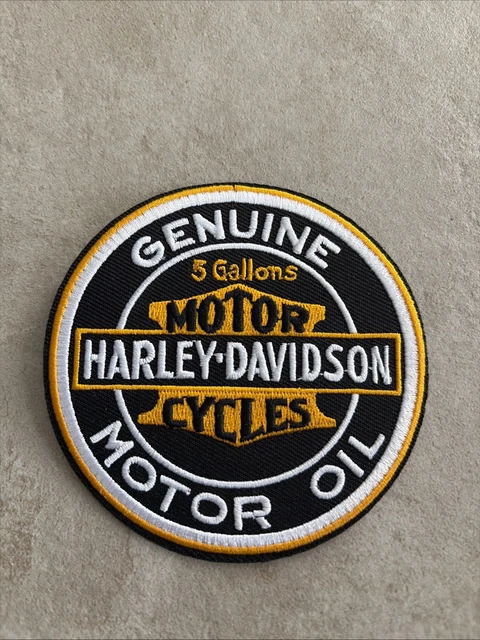 GENUINE
5 Gallons
MOTOR
HARLEY-DAVIDSON
CYCLES
MOTOR OIL